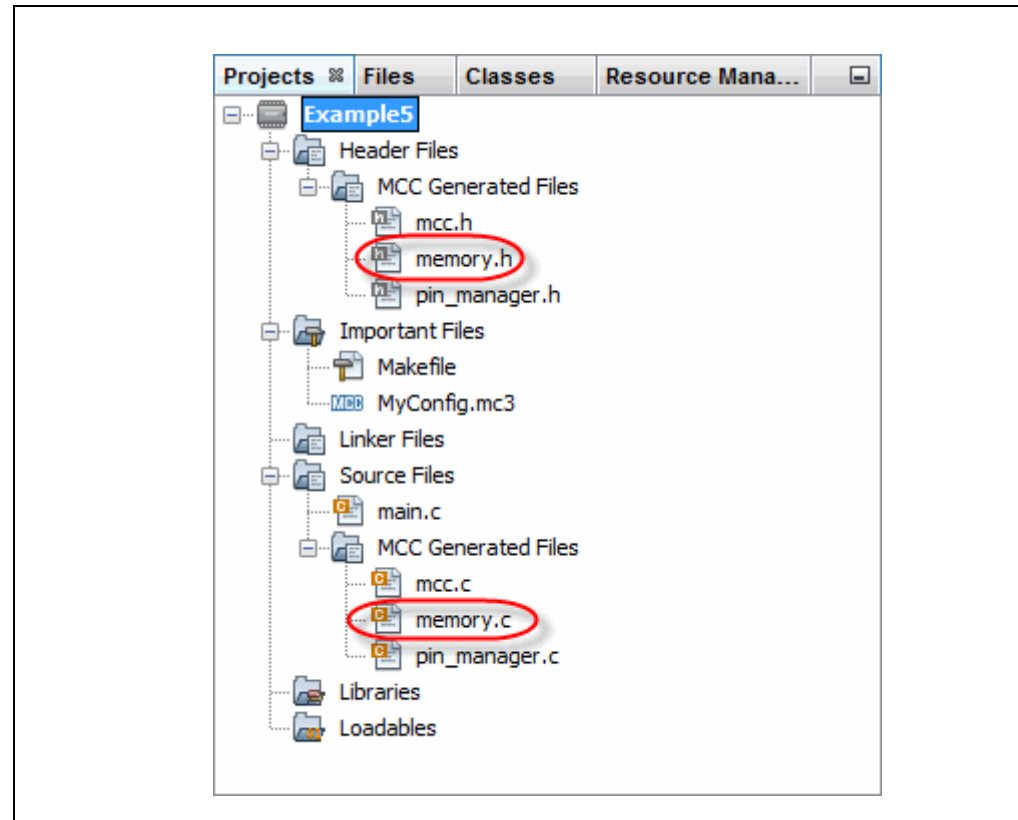 Projects Files Classes Resource Mana...
Example5
Header Files
MCC Generated Files
mcc.h
memory.h
pin_manager.h
Important Files
Makefile
MyConfig.mc3
Linker Files
Source Files
main.c
MCC Generated Files
mcc.c
memory.c
pin_manager.c
Libraries
Loadables